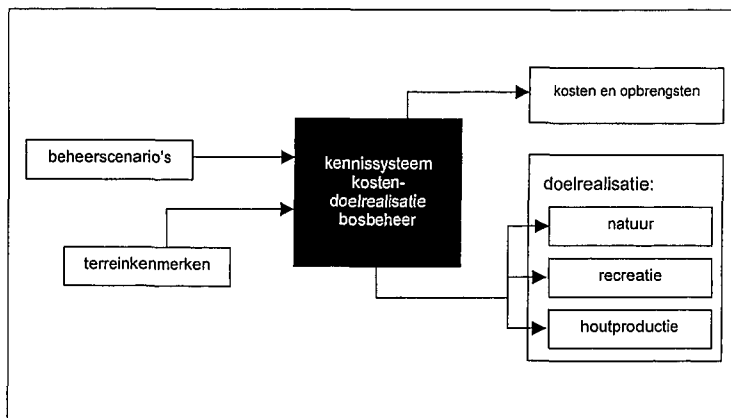 beheerscenario's
terreinkenmerken
kennissysteem
kosten-
doelrealisatie
bosbeheer
kosten en opbrengsten
doelrealisatie:
natuur
recreatie
houtproductie